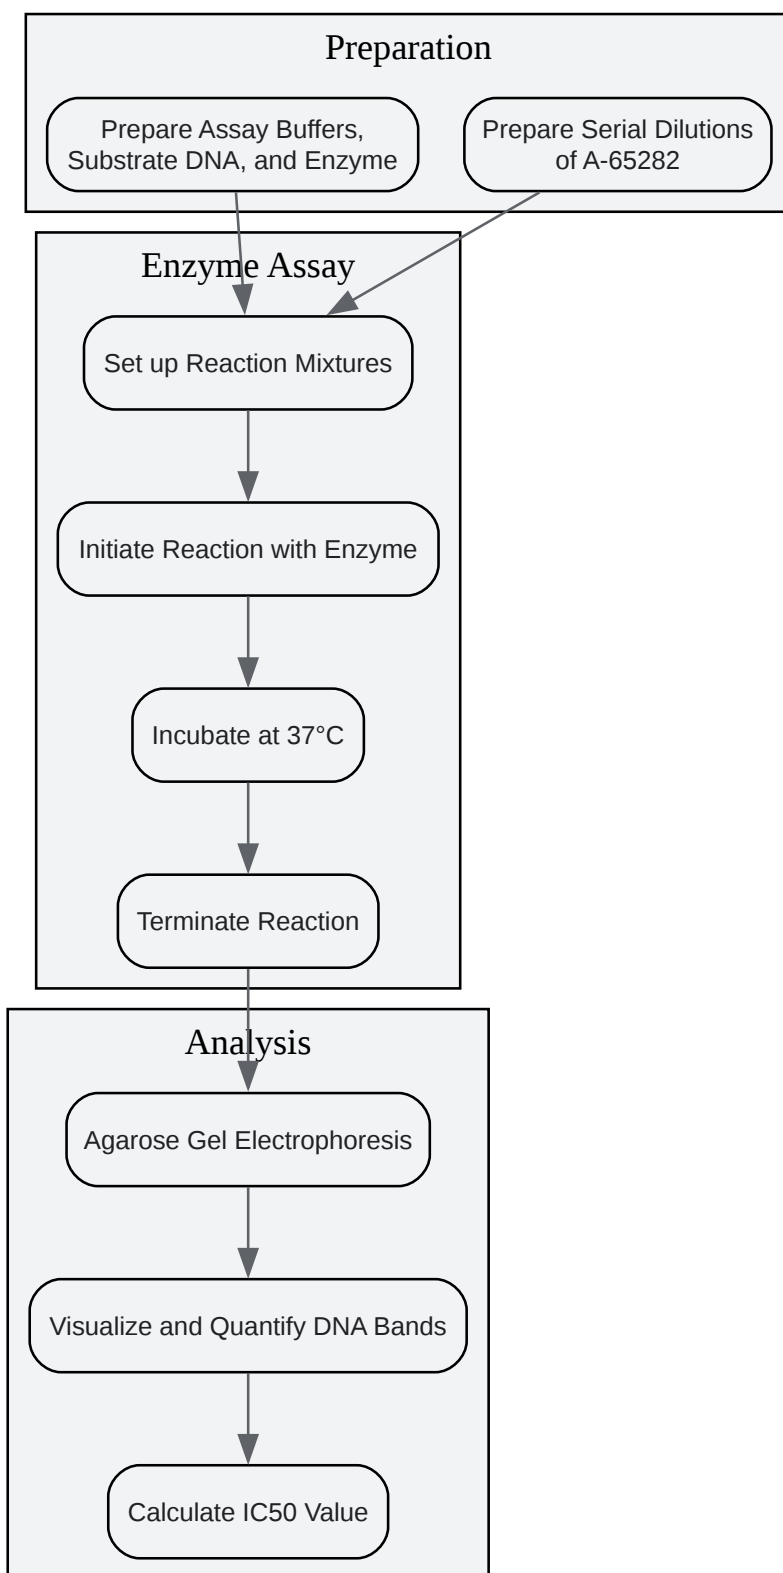 Preparation
Prepare Assay Buffers,
Substrate DNA, and Enzyme
Prepare Serial Dilutions
of A-65282
Enzyme Assay
Set up Reaction Mixtures
Initiate Reaction with Enzyme
Incubate at 37°C
Terminate Reaction
Analysis
Agarose Gel Electrophoresis
Visualize and Quantify DNA Bands
Calculate IC50 Value